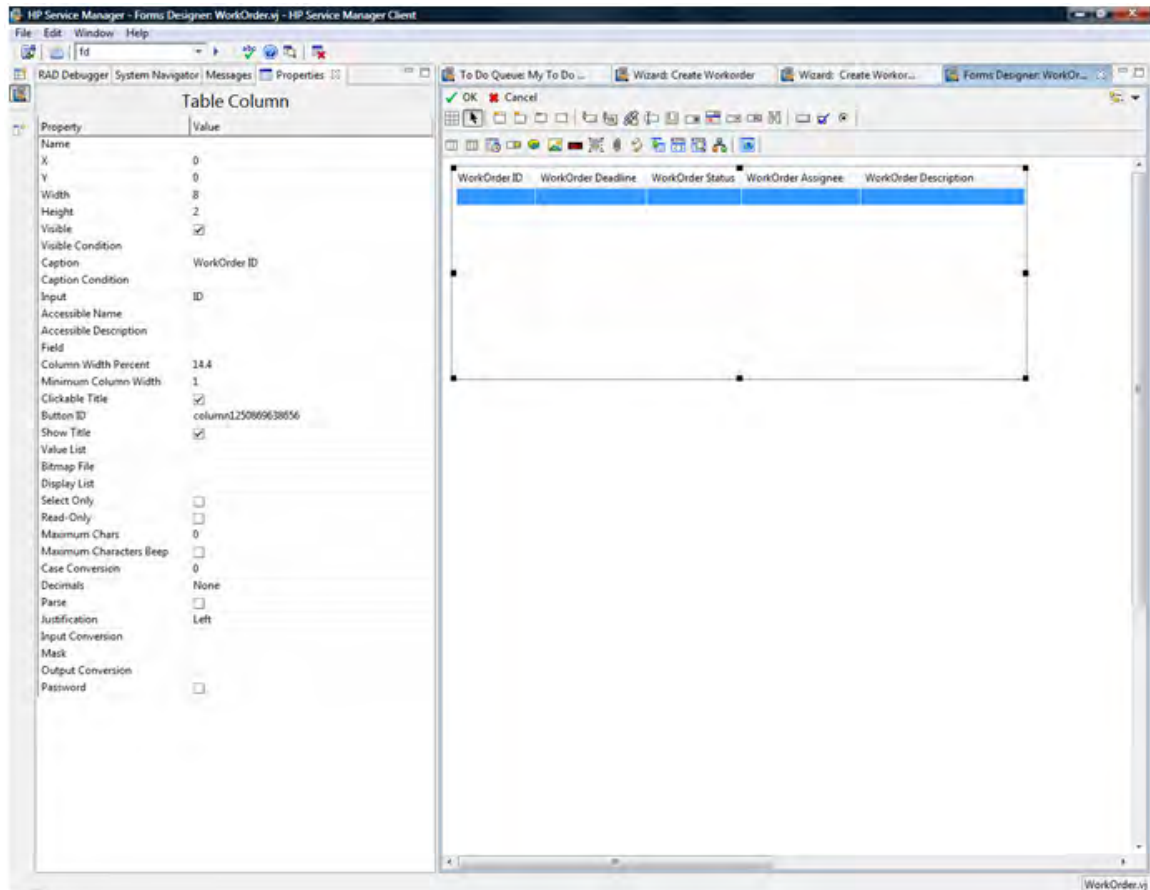 HP Service Manager - Forms Designer: WorkOrder.vj - HP Service Manager Client
File Edit Window Help
fd
RAD Debugger System Navigator Messages Properties
To Do Queue: My To Do ... Wizard: Create Workorder Wizard: Create Workor... Forms Designer: WorkOr...
Table Column
OK Cancel
Property Value
Name
X 0
Y 0
Width 8
Height 2
Visible
Visible Condition
Caption WorkOrder ID
Caption Condition
Input ID
Accessible Name
Accessible Description
Field
Column Width Percent 14.4
Minimum Column Width 1
Clickable Title
Button ID column1250869638656
Show Title
Value List
Bitmap File
Display List
Select Only
Read-Only
Maximum Chars 0
Maximum Characters Beep
Case Conversion 0
Decimals None
Parse
Justification Left
Input Conversion
Mask
Output Conversion
Password
WorkOrder ID WorkOrder Deadline WorkOrder Status WorkOrder Assignee WorkOrder Description
WorkOrder.vj